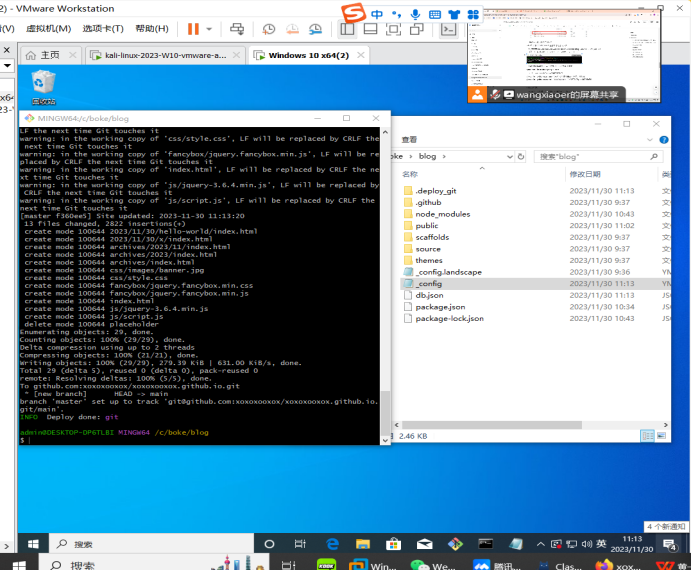 2) - VMware Workstation
(V) 虚拟机(M) 选项卡(T) 帮助(H)
中
wangxiaoer的屏幕共享
主页
kali-linux-2023-W10-vmware-a...
Windows 10 x64(2)
回收站
MINGW64:/c/boke/blog
LF the next time Git touches it
warning: in the working copy of 'css/style.css', LF will be replaced by CRLF the
next time Git touches it
warning: in the working copy of 'fancybox/jquery.fancybox.min.js', LF will be re
placed by CRLF the next time Git touches it
warning: in the working copy of 'index.html', LF will be replaced by CRLF the ne
xt time Git touches it
warning: in the working copy of 'js/jquery-3.6.4.min.js', LF will be replaced by
CRLF the next time Git touches it
warning: in the working copy of 'js/script.js', LF will be replaced by CRLF the
next time Git touches it
[master f360ee5] Site updated: 2023-11-30 11:13:20
13 files changed, 2822 insertions(+)
create mode 100644 2023/11/30/hello-world/index.html
create mode 100644 2023/11/30/x/index.html
create mode 100644 archives/2023/11/index.html
create mode 100644 archives/2023/index.html
create mode 100644 archives/index.html
create mode 100644 css/images/banner.jpg
create mode 100644 css/style.css
create mode 100644 fancybox/jquery.fancybox.min.css
create mode 100644 fancybox/jquery.fancybox.min.js
create mode 100644 index.html
create mode 100644 js/jquery-3.6.4.min.js
create mode 100644 js/script.js
delete mode 100644 placeholder
Enumerating objects: 29, done.
Counting objects: 100% (29/29), done.
Delta compression using up to 2 threads
Compressing objects: 100% (21/21), done.
Writing objects: 100% (29/29), 279.39 KiB | 631.00 KiB/s, done.
Total 29 (delta 5), reused 0 (delta 0), pack-reused 0
remote: Resolving deltas: 100% (5/5), done.
To github.com:xoxoxooxox/xoxoxooxox.github.io.git
* [new branch] HEAD -> main
branch 'master' set up to track 'git@github.com:xoxoxooxox/xoxoxooxox.github.io.
git/main'.
INFO Deploy done: git
admin@DESKTOP-DP6TLBI MINGW64 /c/boke/blog
$
查看
oke › blog ›
搜索"blog"
名称 修改日期 类
.deploy_git 2023/11/30 11:13 文
.github 2023/11/30 9:37 文
node_modules 2023/11/30 10:43 文
public 2023/11/30 11:02 文
scaffolds 2023/11/30 9:37 文
source 2023/11/30 9:37 文
themes 2023/11/30 9:37 文
_config.landscape 2023/11/30 9:36 YM
_config 2023/11/30 11:13 YM
db.json 2023/11/30 11:13 JS
package.json 2023/11/30 10:34 JS
package-lock.json 2023/11/30 10:43 JS
2.46 KB
4 个新通知
搜索
英
11:13
2023/11/30
4
搜索
Win...
We...
腾讯...
Clas...
xox...